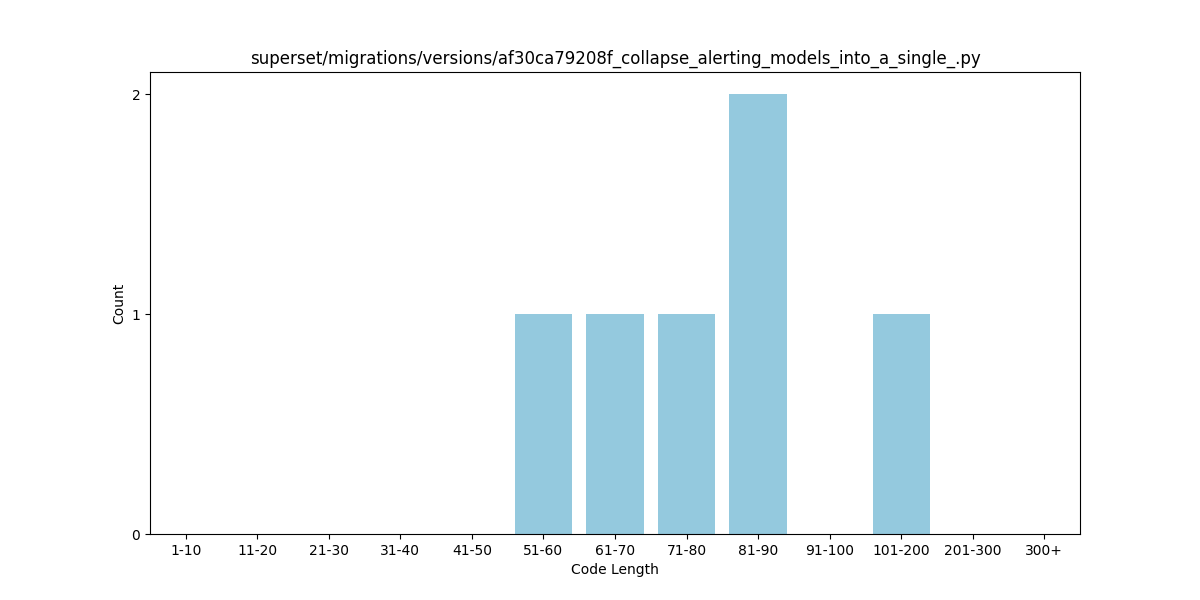 superset/migrations/versions/af30ca79208f_collapse_alerting_models_into_a_single_.py
2
1
0
Count
1-10 11-20 21-30 31-40 41-50 51-60 61-70 71-80 81-90 91-100 101-200 201-300 300+
Code Length